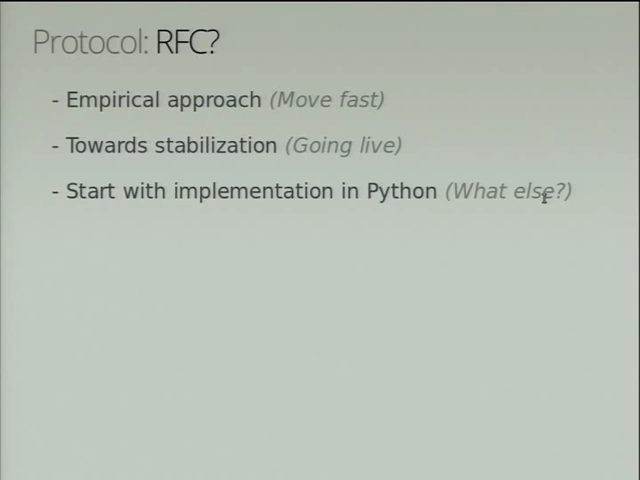 Protocol: RFC?
- Empirical approach (Move fast)
- Towards stabilization (Going live)
- Start with implementation in Python (What else?)